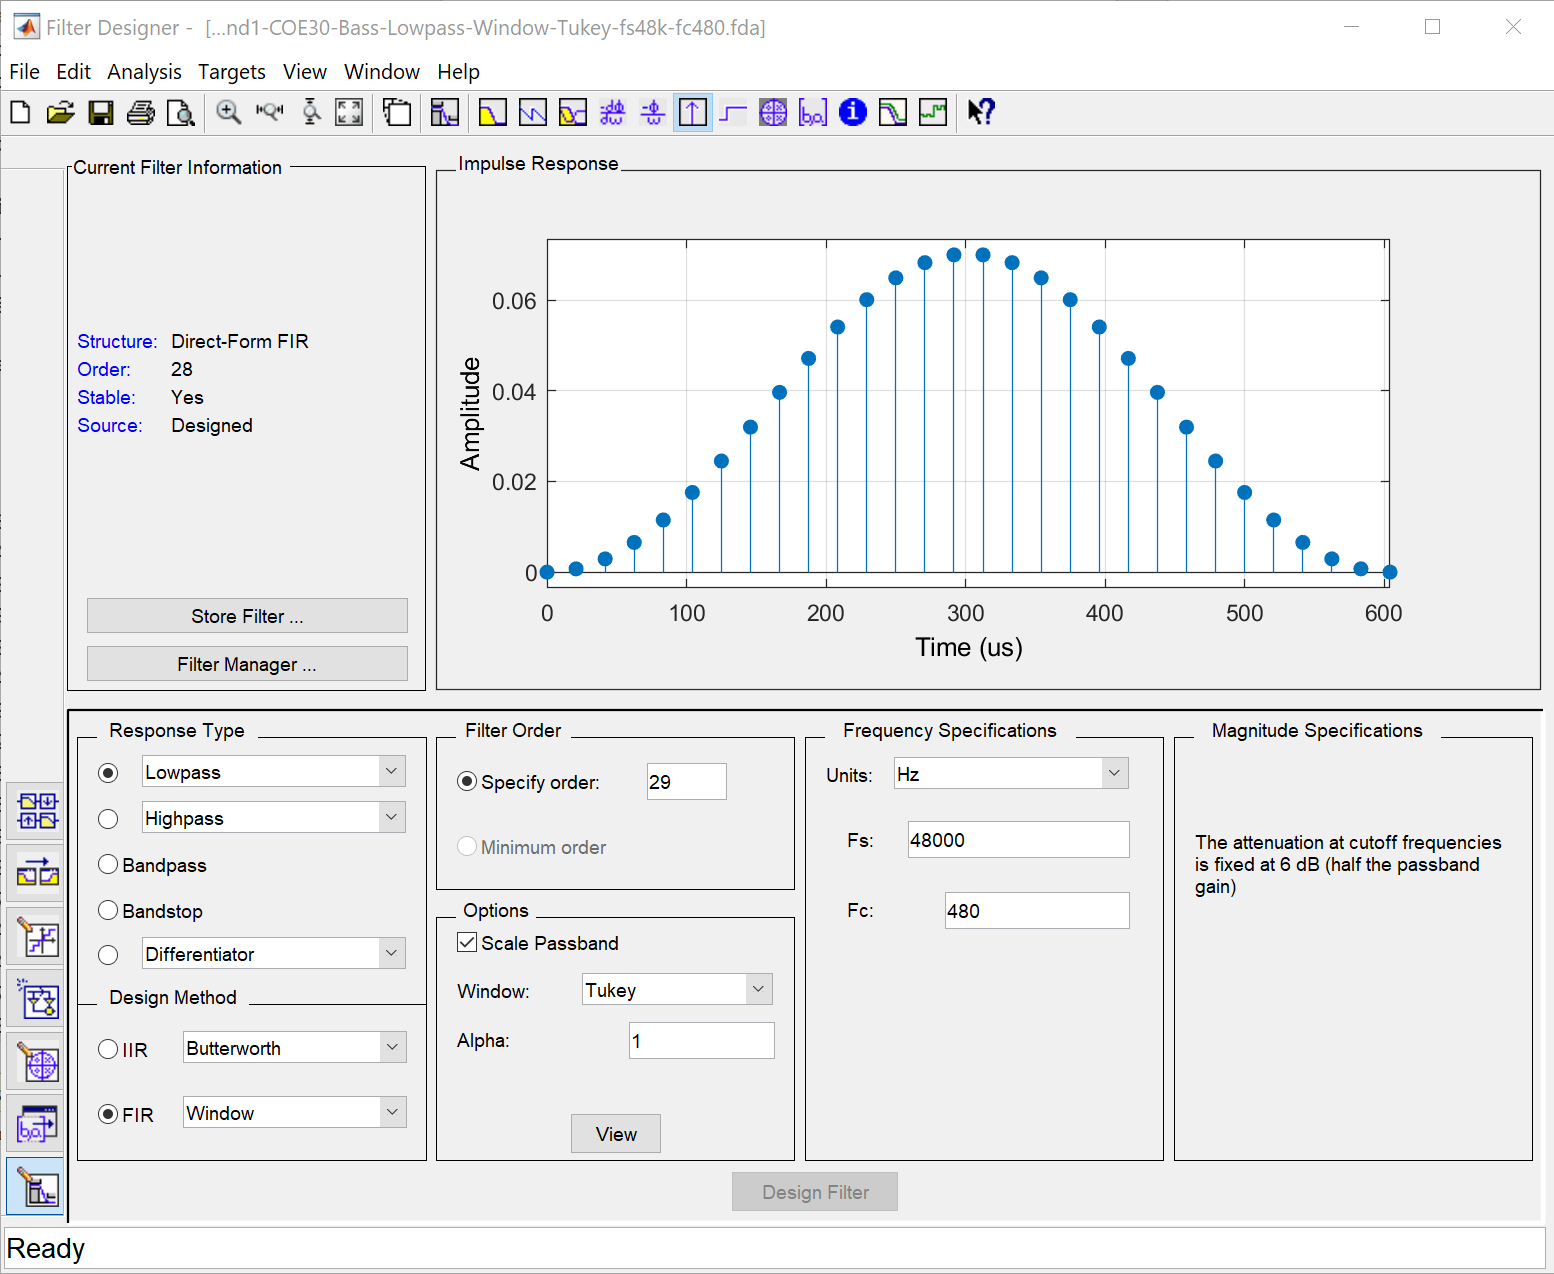 Filter Designer - [...nd1-COE30-Bass-Lowpass-Window-Tukey-fs48k-fc480.fda]
File Edit Analysis Targets View Window Help
Current Filter Information
Structure: Direct-Form FIR
Order: 28
Stable: Yes
Source: Designed
Store Filter ...
Filter Manager ...
Impulse Response
Amplitude
0.06
0.04
0.02
0
0 100 200 300 400 500 600
Time (us)
Response Type
Lowpass
Highpass
Bandpass
Bandstop
Differentiator
Design Method
IIR Butterworth
FIR Window
Filter Order
Specify order: 29
Minimum order
Options
Scale Passband
Window: Tukey
Alpha: 1
View
Frequency Specifications
Units: Hz
Fs: 48000
Fc: 480
Magnitude Specifications
The attenuation at cutoff frequencies
is fixed at 6 dB (half the passband
gain)
Design Filter
Ready